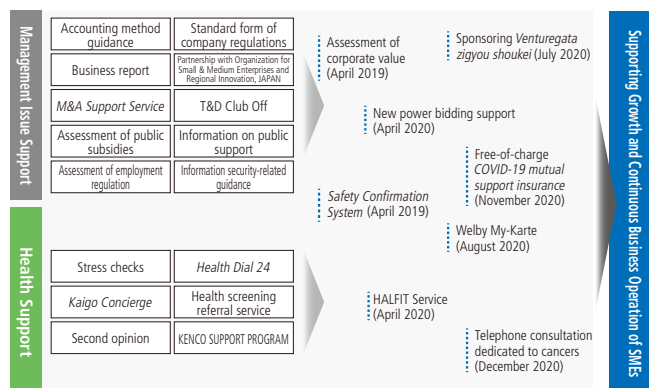 Management Issue Support
Accounting method
guidance
Standard form of
company regulations
Business report
Partnership with Organization for
Small & Medium Enterprises and
Regional Innovation, JAPAN
M&A Support Service
T&D Club Off
Assessment of public
subsidies
Information on public
support
Assessment of employment
regulation
Information security-related
guidance
Health Support
Stress checks
Health Dial 24
Kaigo Concierge
Health screening
referral service
Second opinion
KENCO SUPPORT PROGRAM
Assessment of
corporate value
(April 2019)
Sponsoring Venturegata
zigyou shoukei (July 2020)
New power bidding support
(April 2020)
Free-of-charge
COVID-19 mutual
support insurance
(November 2020)
Safety Confirmation
System (April 2019)
Welby My-Karte
(August 2020)
HALFIT Service
(April 2020)
Telephone consultation
dedicated to cancers
(December 2020)
Supporting Growth and Continuous Business Operation of SMEs